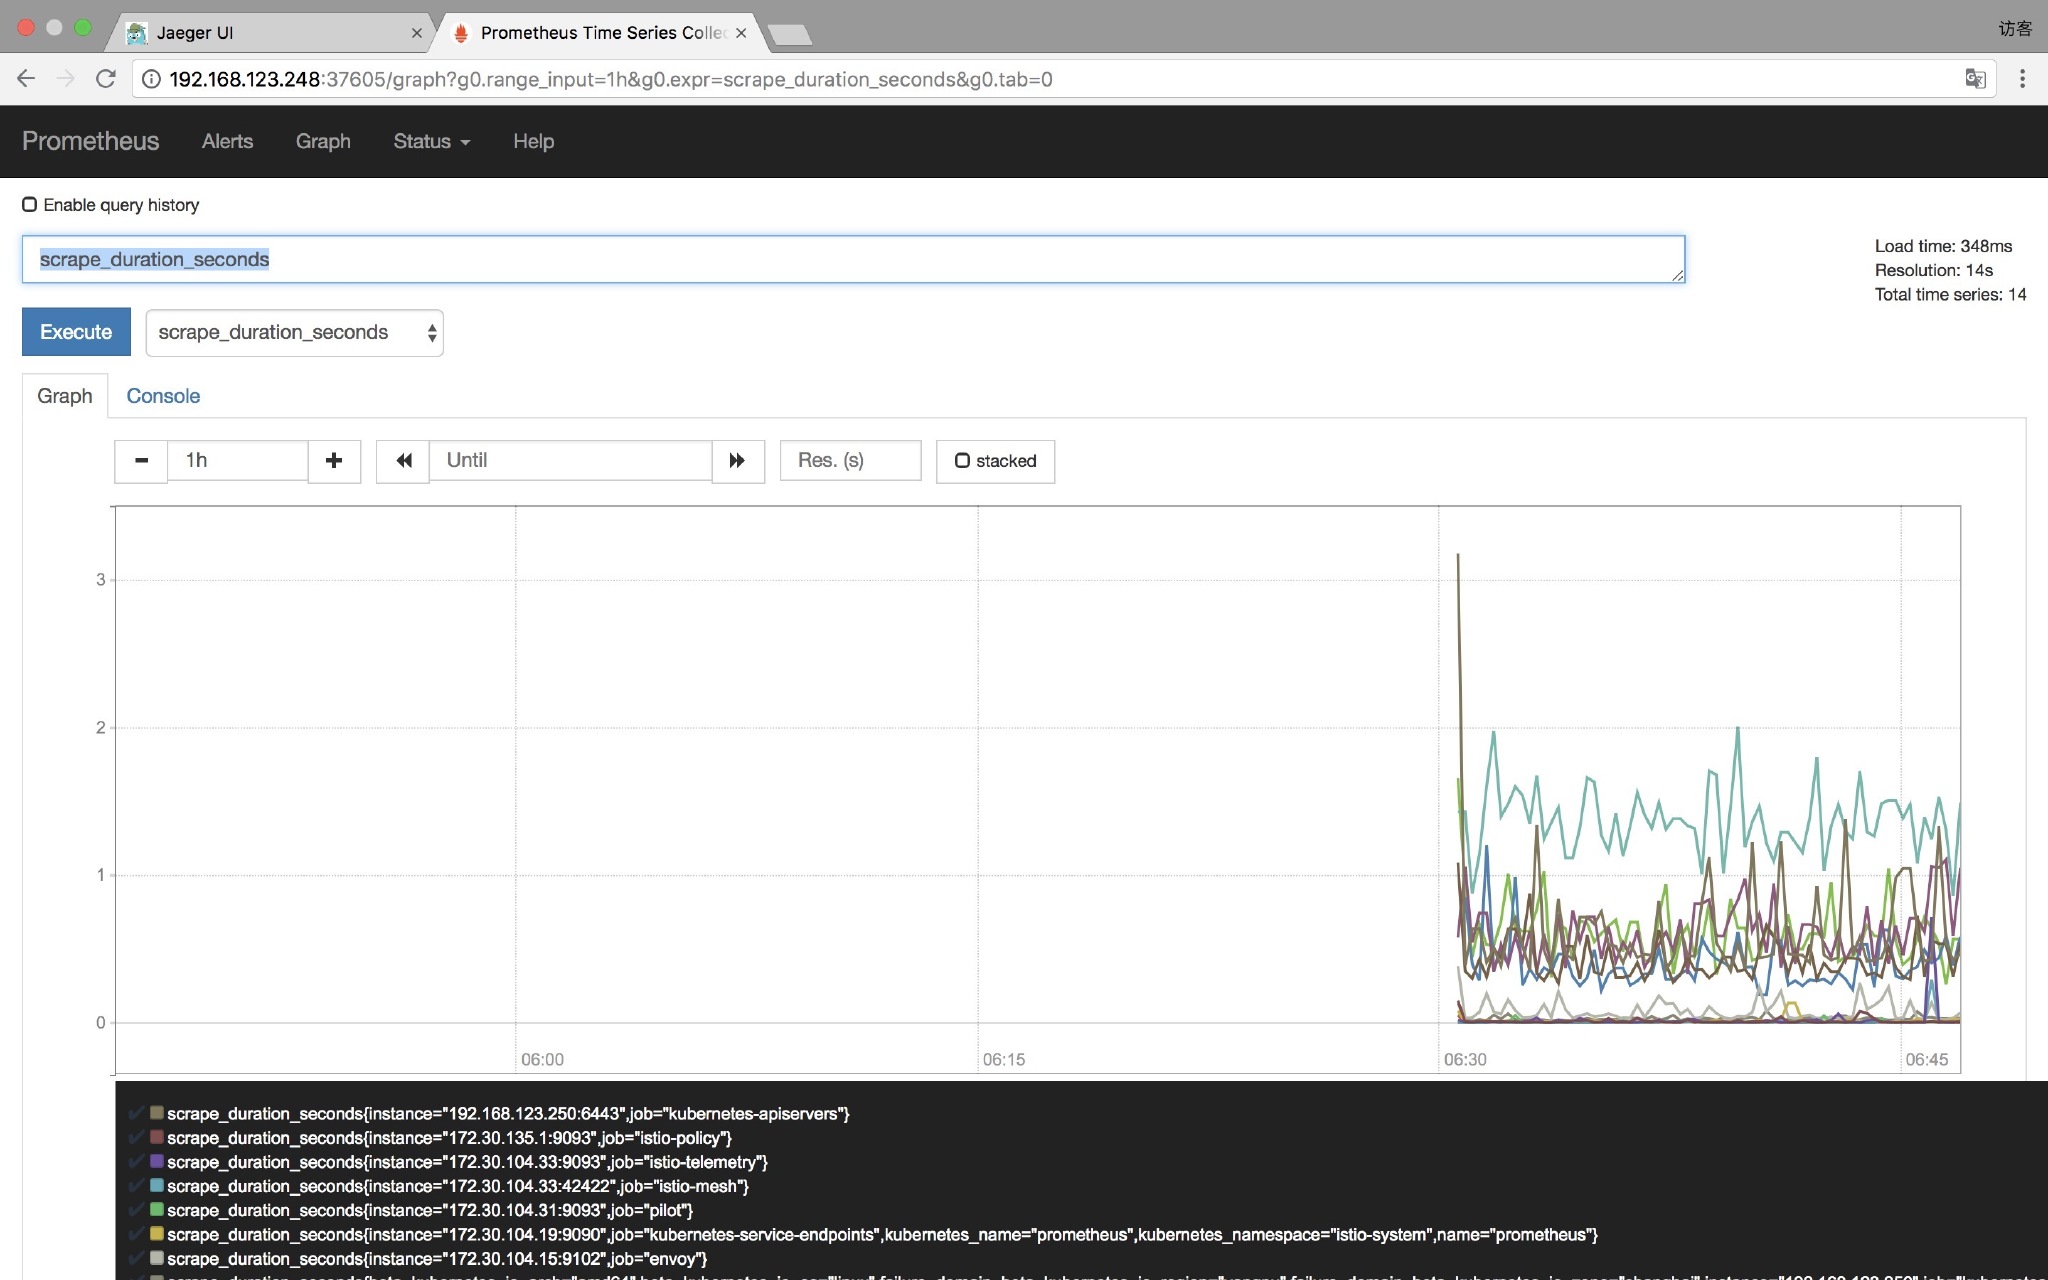 Jaeger UI
Prometheus Time Series Collec
访客
192.168.123.248:37605/graph?g0.range_input=1h&g0.expr=scrape_duration_seconds&g0.tab=0
Prometheus Alerts Graph Status Help
Enable query history
scrape_duration_seconds
Load time: 348ms
Resolution: 14s
Total time series: 14
Execute scrape_duration_seconds
Graph Console
1h Until Res. (s) stacked
3
2
1
0
06:00 06:15 06:30 06:45
scrape_duration_seconds{instance="192.168.123.250:6443",job="kubernetes-apiservers"}
scrape_duration_seconds{instance="172.30.135.1:9093",job="istio-policy"}
scrape_duration_seconds{instance="172.30.104.33:9093",job="istio-telemetry"}
scrape_duration_seconds{instance="172.30.104.33:42422",job="istio-mesh"}
scrape_duration_seconds{instance="172.30.104.31:9093",job="pilot"}
scrape_duration_seconds{instance="172.30.104.19:9090",job="kubernetes-service-endpoints",kubernetes_name="prometheus",kubernetes_namespace="istio-system",name="prometheus"}
scrape_duration_seconds{instance="172.30.104.15:9102",job="envoy"}